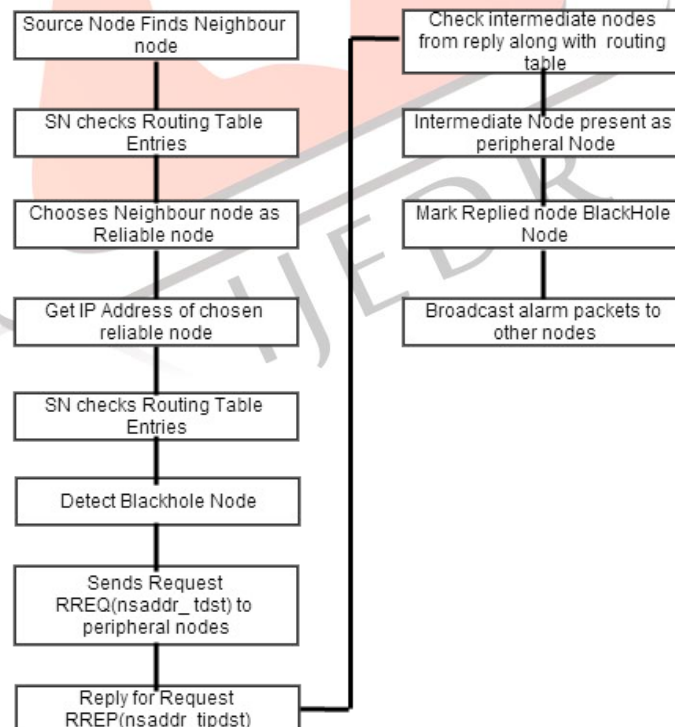 Source Node Finds Neighbour
node
SN checks Routing Table
Entries
Chooses Neighbour node as
Reliable node
Get IP Address of chosen
reliable node
SN checks Routing Table
Entries
Detect Blackhole Node
Sends Request
RREQ(nsaddr_ tdst) to
peripheral nodes
Reply for Request
RREP(nsaddr_tipdst)
Check intermediate nodes
from reply along with routing
table
Intermediate Node present as
peripheral Node
Mark Replied node BlackHole
Node
Broadcast alarm packets to
other nodes
IJEDR